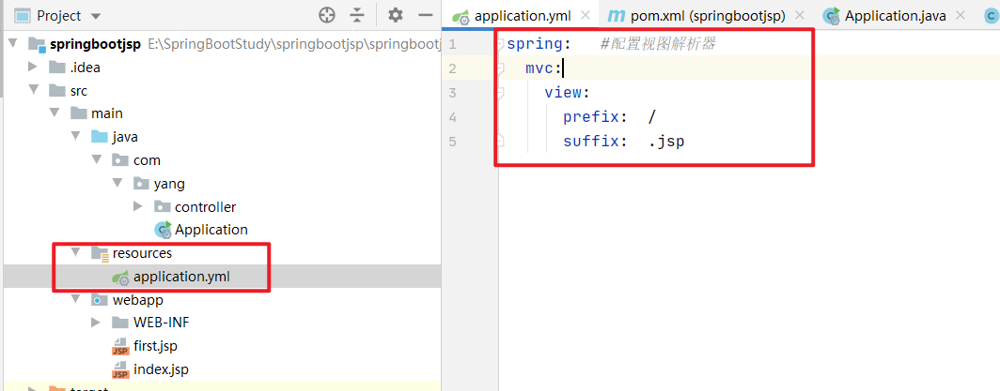 Project
springbootjsp E:\SpringBootStudy\springbootjsp\springbootj
.idea
src
main
java
com
yang
controller
Application
resources
application.yml
webapp
WEB-INF
first.jsp
index.jsp
target
application.yml
pom.xml (springbootjsp)
Application.java
1 spring: #配置视图解析器
2 mvc:
3 view:
4 prefix: /
5 suffix: .jsp